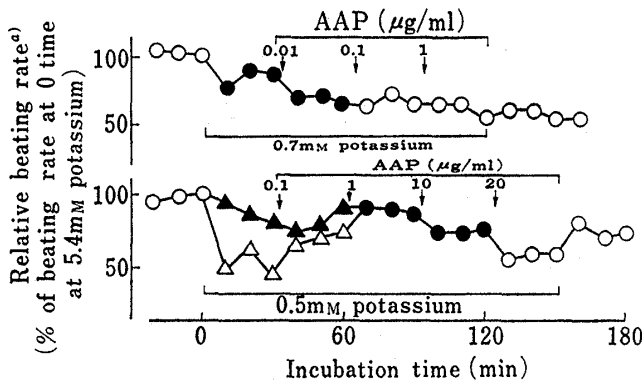 AAP (μg/ml)
0.01 0.1 1
100
50
0.7mM potassium
AAP (μg/ml)
0.1 1 10 20
100
50
0.5mM potassium
0 60 120 180
Incubation time (min)
Relative beating rate a)
(% of beating rate at 0 time
at 5.4mM potassium)